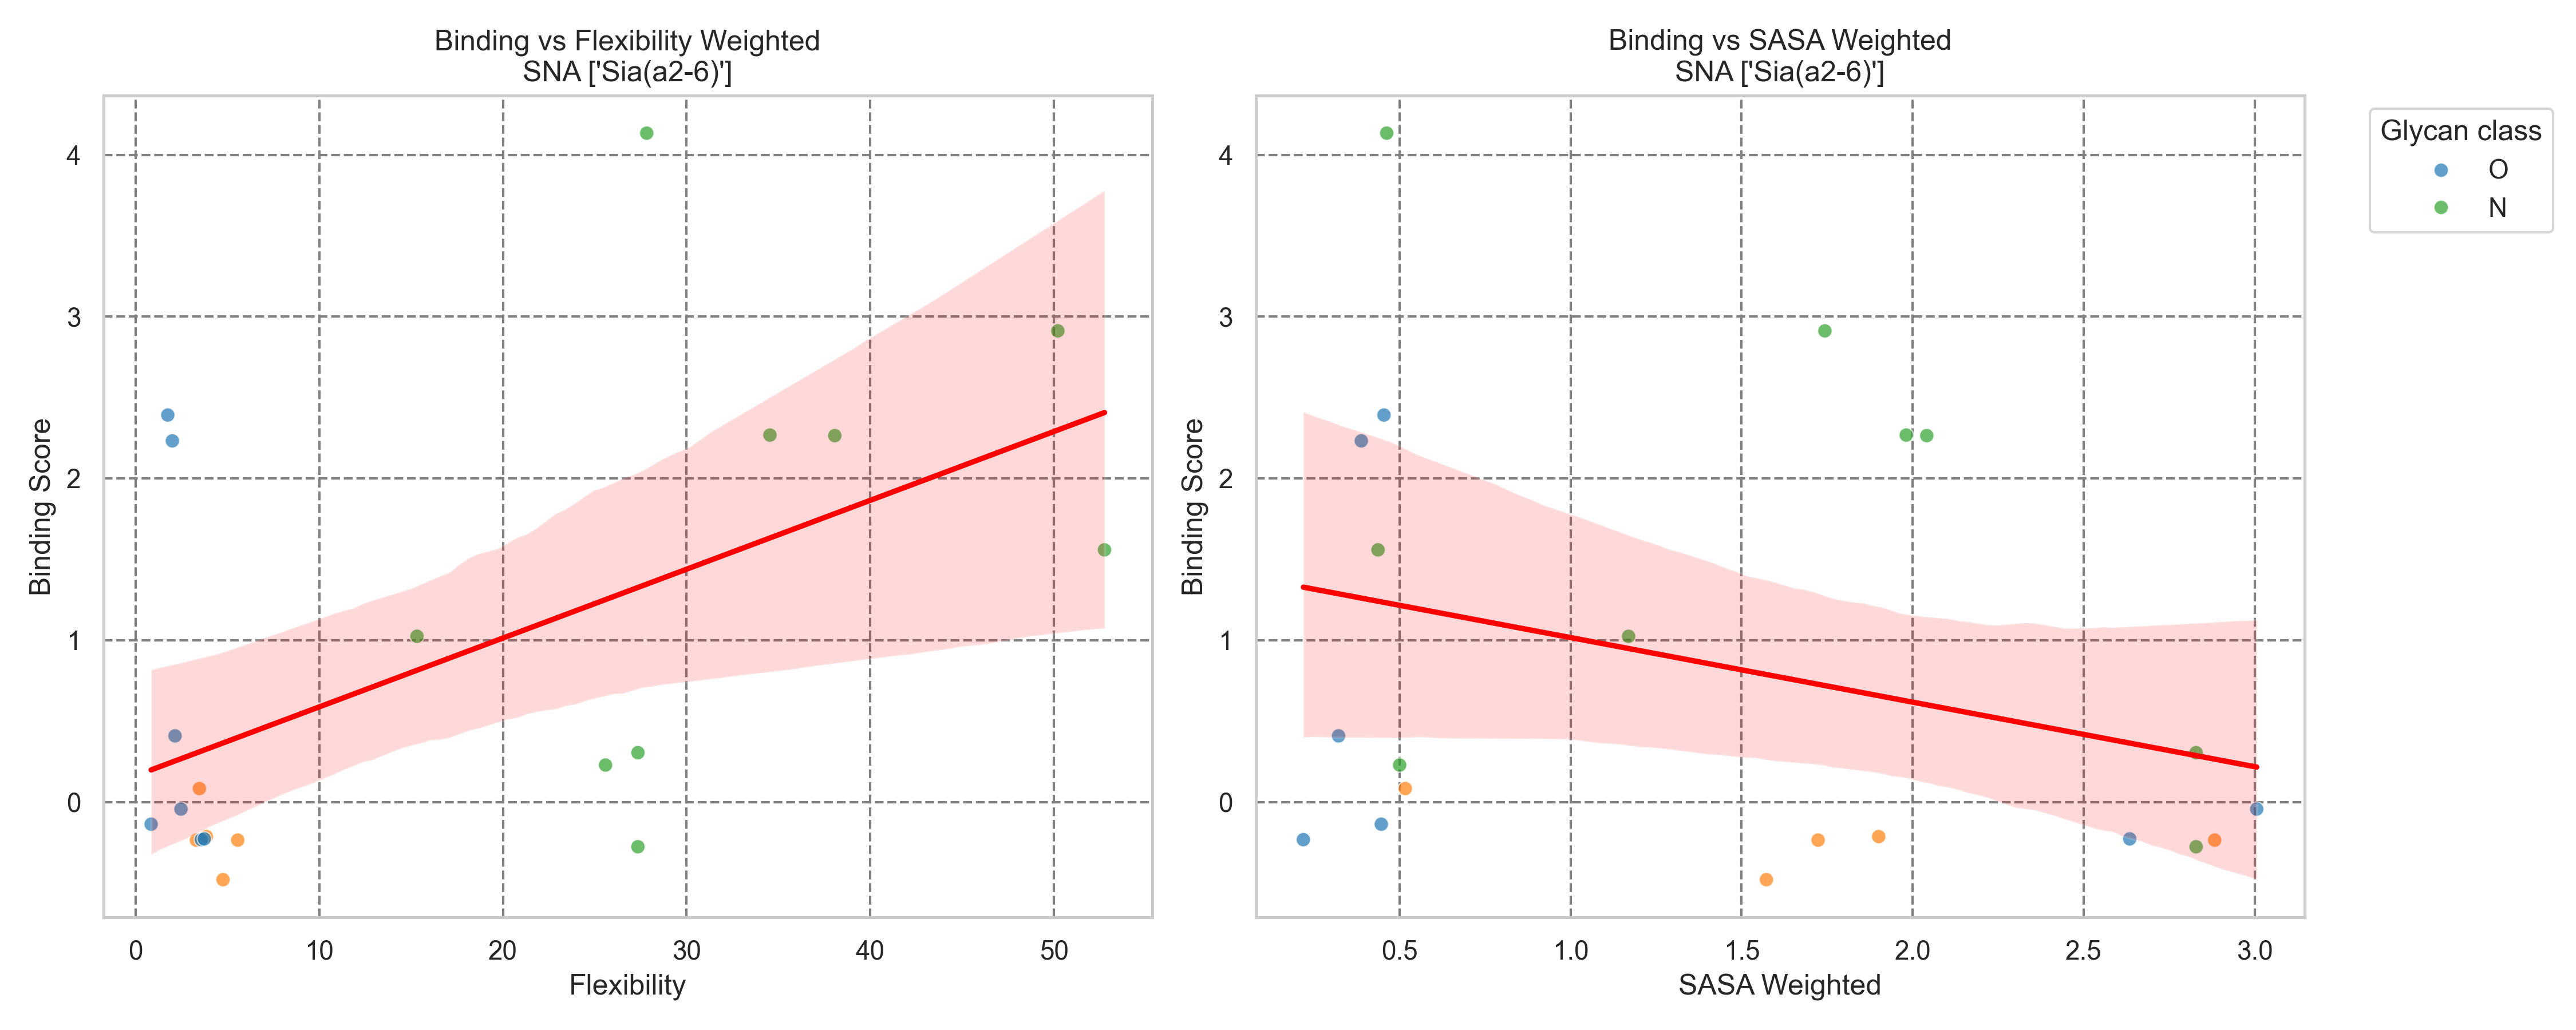 Binding vs Flexibility Weighted
SNA ['Sia(a2-6)']
Binding Score
4
3
2
1
0
0 10 20 30 40 50
Flexibility
Binding vs SASA Weighted
SNA ['Sia(a2-6)']
Binding Score
4
3
2
1
0
0.5 1.0 1.5 2.0 2.5 3.0
SASA Weighted
Glycan class
O
N